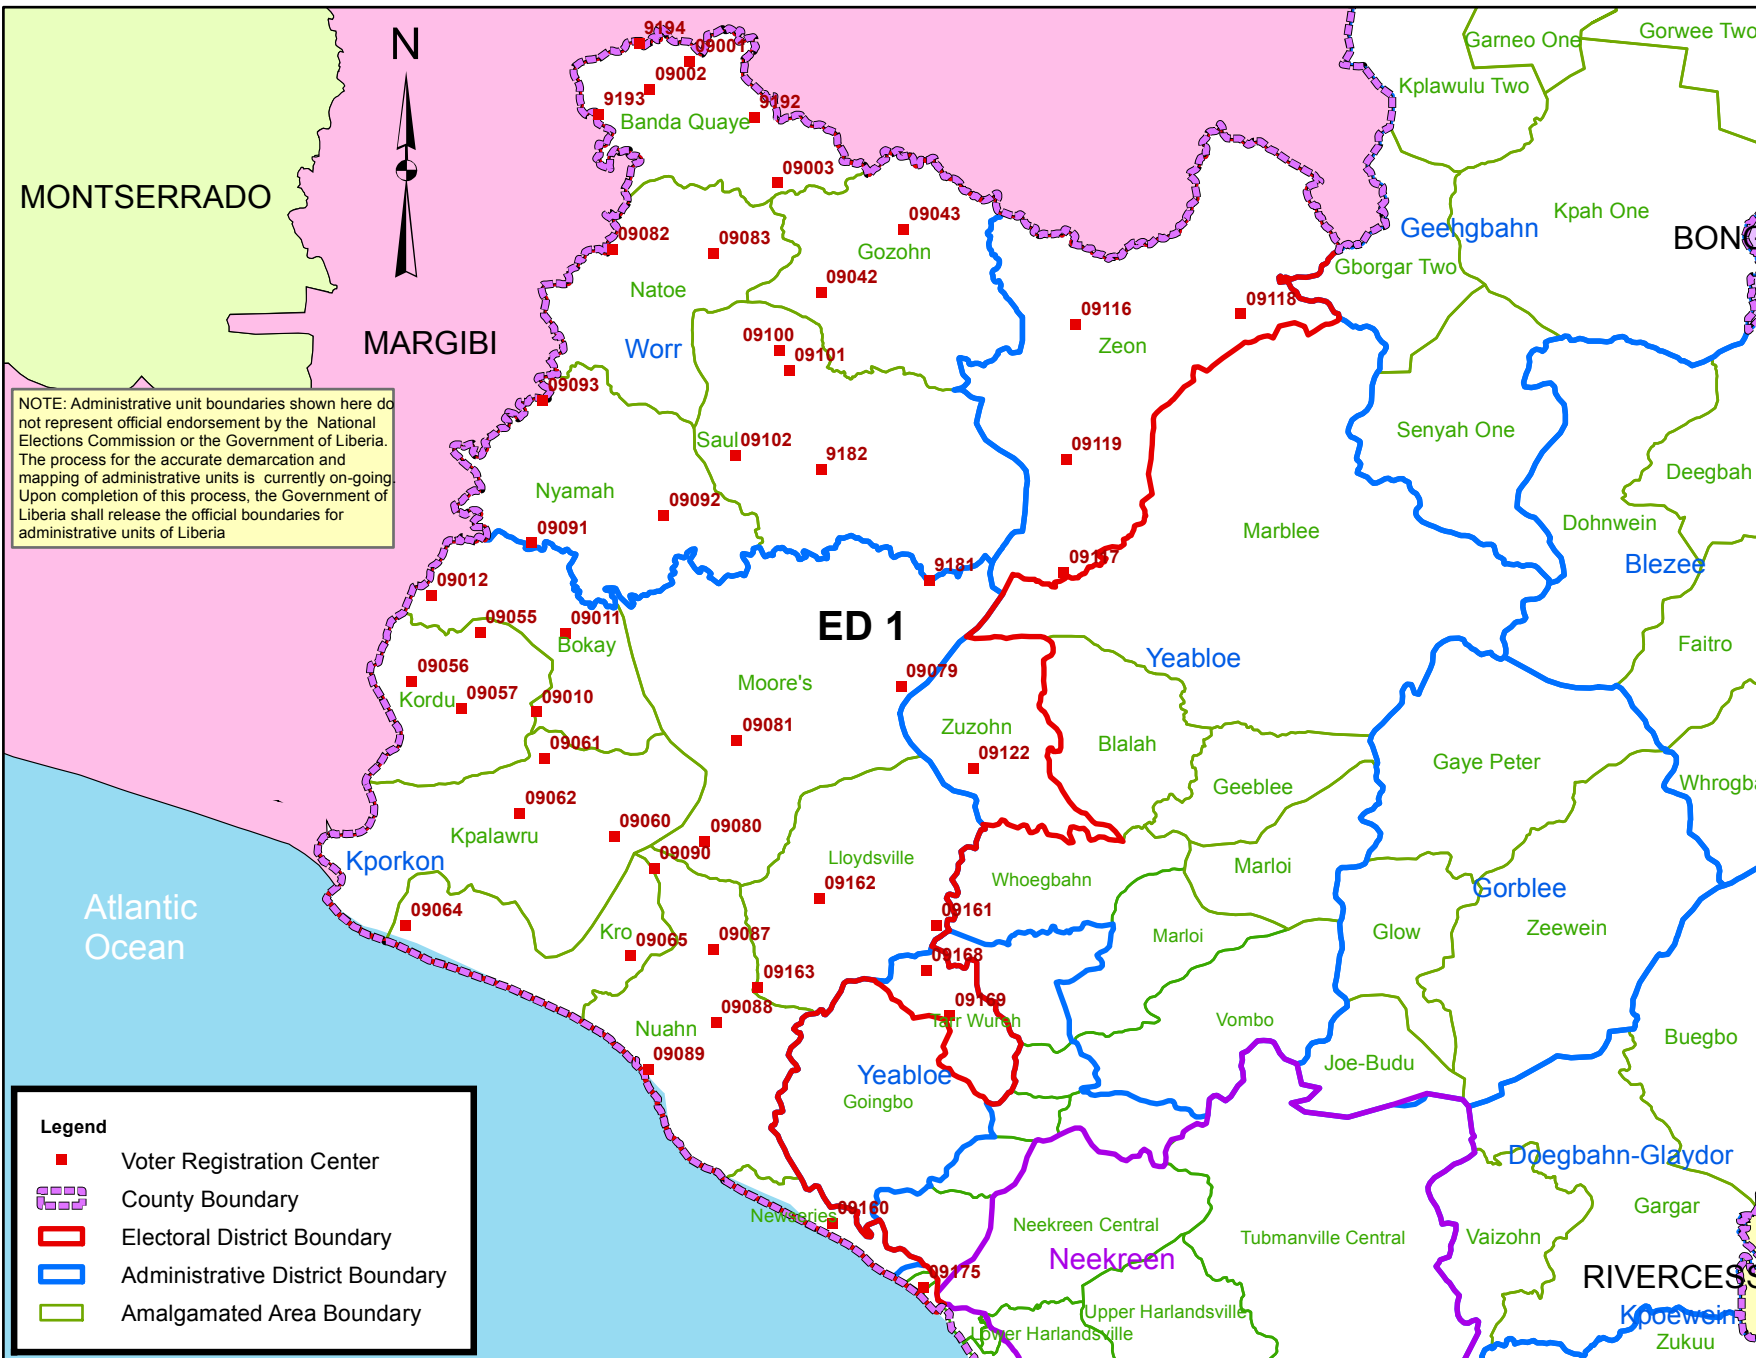 9194
09001
Garneo One
Gorwee Two
N
09002
Kplawulu Two
9193
9192
Banda Quaye
09003
MONTSERRADO
09043
Kpah One
09082
09083
Gozohn
Geehgbahn
BONG
Gborgar Two
Natoe
09042
09116
09118
MARGIBI
Worr
09100
09101
Zeon
09093
NOTE: Administrative unit boundaries shown here do
not represent official endorsement by the National
Elections Commission or the Government of Liberia.
The process for the accurate demarcation and
mapping of administrative units is currently on-going.
Upon completion of this process, the Government of
Liberia shall release the official boundaries for
administrative units of Liberia
Saul
09102
9182
09119
Senyah One
Deegbah
Nyamah
09092
Marblee
Dohnwein
09091
9181
09117
Blezee
09012
09055
09011
Bokay
ED 1
Yeabloe
Faitro
09056
Kordu
09057
09010
Moore's
09079
09081
Zuzohn
09122
Blalah
09061
Gaye Peter
Geeblee
Whrogba
09062
Kpalawru
09060
09080
09090
Lloydsville
Kporkon
09162
Whoegbahn
Marloi
Gorblee
Atlantic
Ocean
09064
09161
Kro
09065
09087
Marloi
Glow
Zeewein
09168
09163
09088
09169
Tarr Wureh
Nuahn
Vombo
Buegbo
09089
Yeabloe
Goingbo
Joe-Budu
Legend
Voter Registration Center
County Boundary
Electoral District Boundary
Administrative District Boundary
Amalgamated Area Boundary
Doegbahn-Glaydor
Gargar
Newseries
09160
Neekreen Central
Tubmanville Central
Vaizohn
Neekreen
09175
RIVERCESS
Upper Harlandsville
Lower Harlandsville
Kpoewein
Zukuu